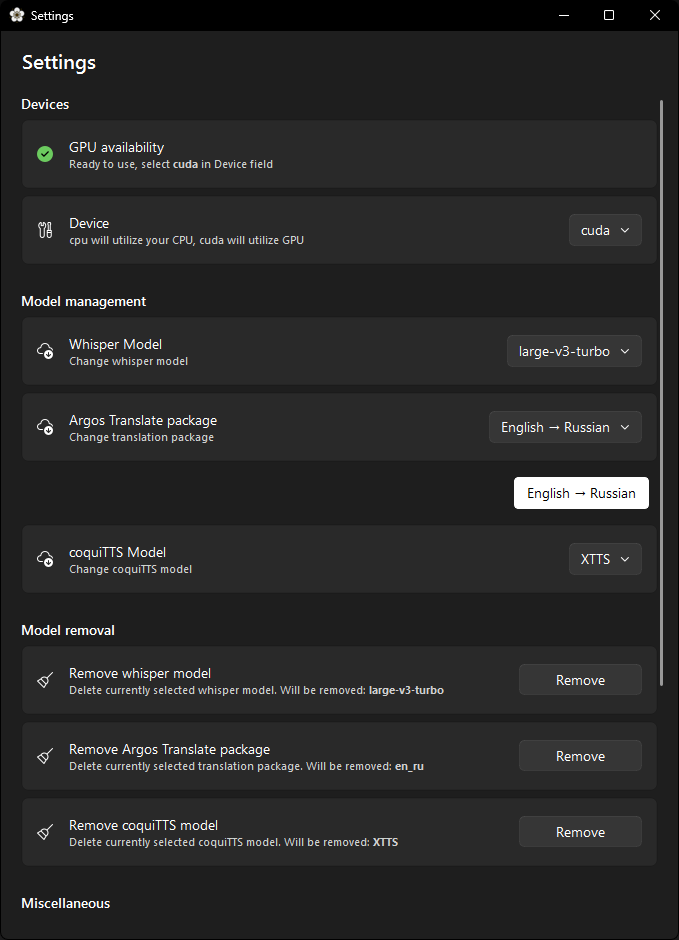 Settings
Settings
Devices
GPU availability
Ready to use, select cuda in Device field
Device
cpu will utilize your CPU, cuda will utilize GPU
cuda
Model management
Whisper Model
Change whisper model
large-v3-turbo
Argos Translate package
Change translation package
English → Russian
English → Russian
coquiTTS Model
Change coquiTTS model
XTTS
Model removal
Remove whisper model
Delete currently selected whisper model. Will be removed: large-v3-turbo
Remove
Remove Argos Translate package
Delete currently selected translation package. Will be removed: en_ru
Remove
Remove coquiTTS model
Delete currently selected coquiTTS model. Will be removed: XTTS
Remove
Miscellaneous